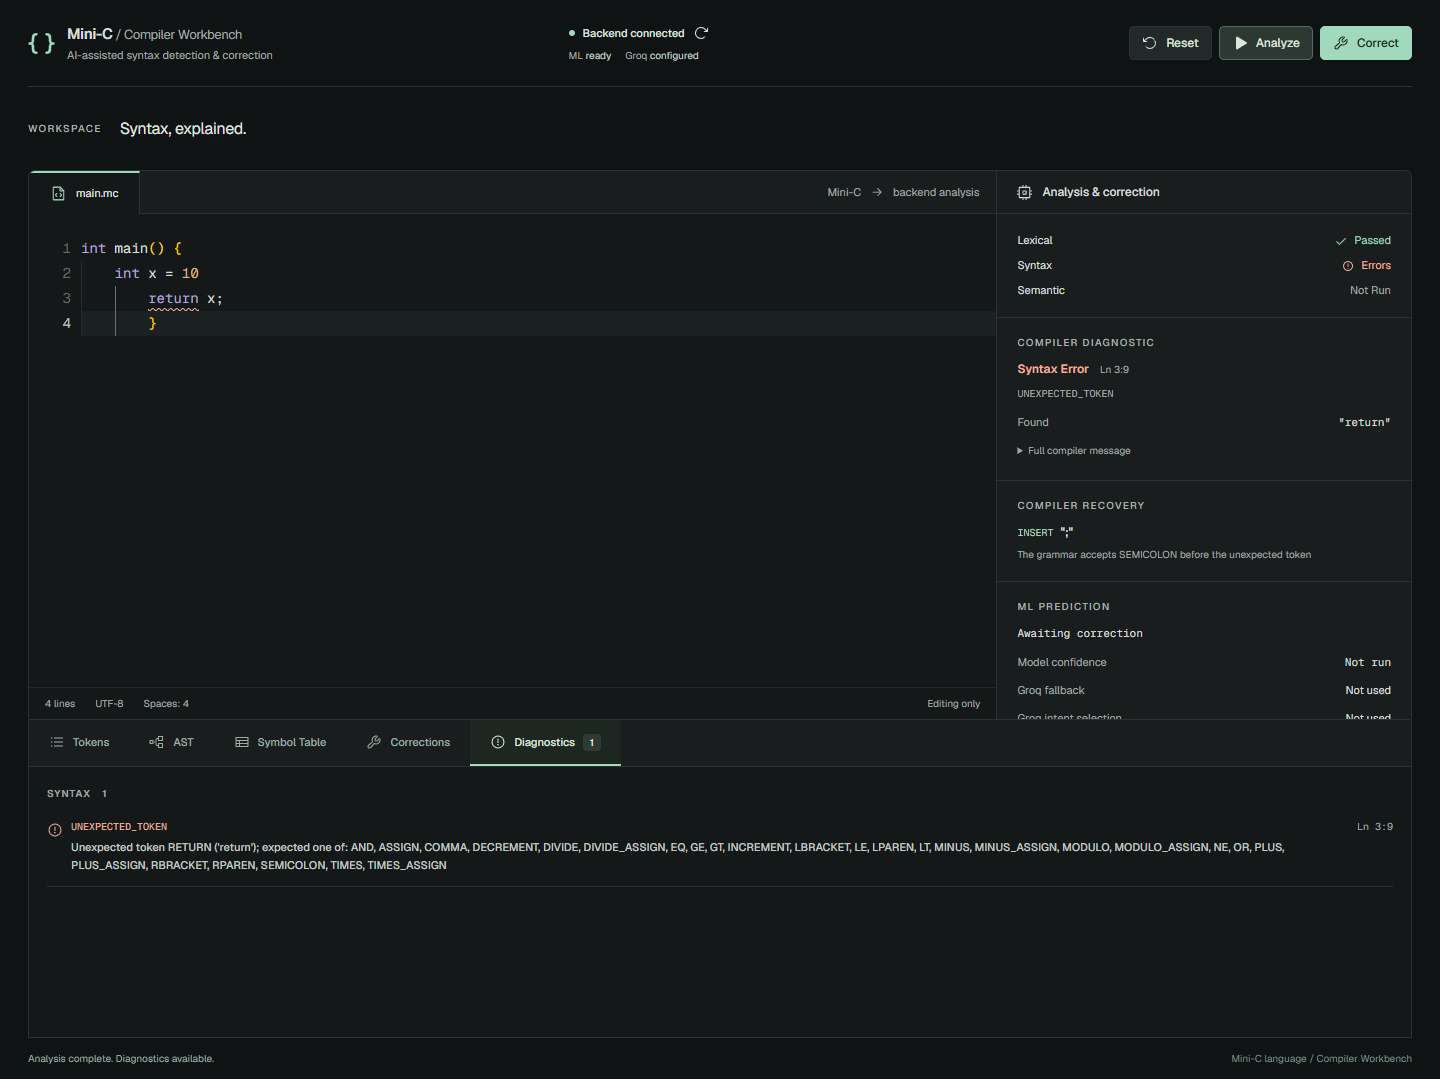 { } Mini-C / Compiler Workbench
AI-assisted syntax detection & correction
Backend connected
ML ready Groq configured
Reset Analyze Correct
WORKSPACE Syntax, explained.
main.mc Mini-C → backend analysis
1 int main() {
2 int x = 10
3 return x;
4 }
4 lines UTF-8 Spaces: 4 Editing only
Analysis & correction
Lexical Passed
Syntax Errors
Semantic Not Run
COMPILER DIAGNOSTIC
Syntax Error Ln 3:9
UNEXPECTED_TOKEN
Found "return"
Full compiler message
COMPILER RECOVERY
INSERT ";"
The grammar accepts SEMICOLON before the unexpected token
ML PREDICTION
Awaiting correction
Model confidence Not run
Groq fallback Not used
Groq intent selection Not used
Tokens AST Symbol Table Corrections Diagnostics 1
SYNTAX 1
UNEXPECTED_TOKEN Ln 3:9
Unexpected token RETURN ('return'); expected one of: AND, ASSIGN, COMMA, DECREMENT, DIVIDE, DIVIDE_ASSIGN, EQ, GE, GT, INCREMENT, LBRACKET, LE, LPAREN, LT, MINUS, MINUS_ASSIGN, MODULO, MODULO_ASSIGN, NE, OR, PLUS,
PLUS_ASSIGN, RBRACKET, RPAREN, SEMICOLON, TIMES, TIMES_ASSIGN
Analysis complete. Diagnostics available. Mini-C language / Compiler Workbench